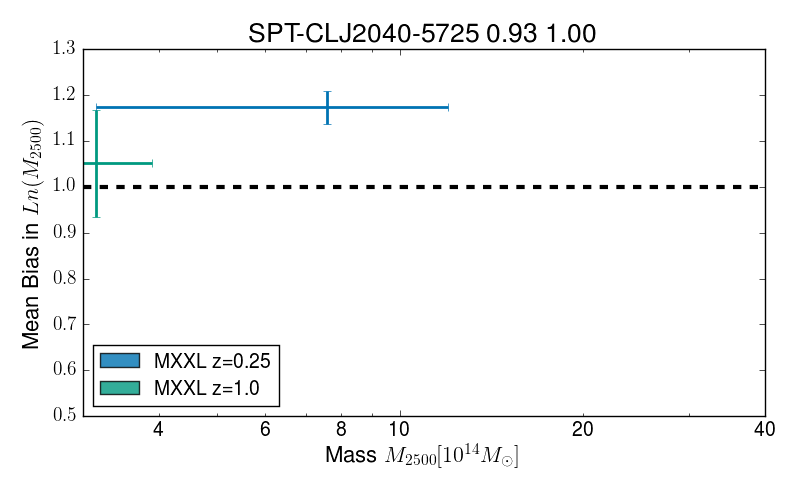 SPT-CLJ2040-5725 0.93 1.00
1.3
1.2
1.1
1.0
0.9
0.8
0.7
0.6
0.5
Mean Bias in Ln(M2500)
MXXL z=0.25
MXXL z=1.0
4 6 8 10 20 40
Mass M2500[10^14 M⊙]